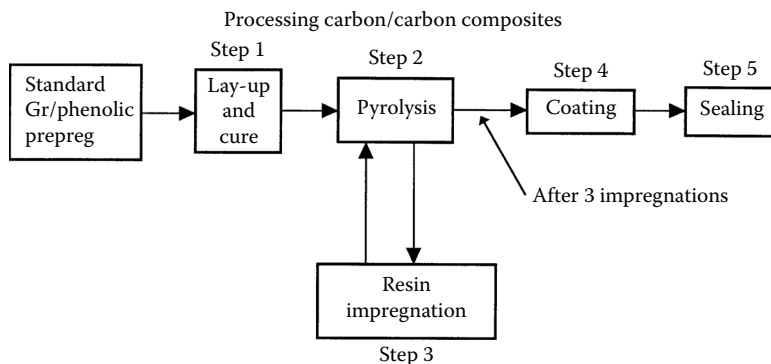 Processing carbon/carbon composites
Step 1
Step 2
Step 4
Step 5
Standard
Gr/phenolic
prepreg
Lay-up
and
cure
Pyrolysis
Coating
Sealing
After 3 impregnations
Resin
impregnation
Step 3